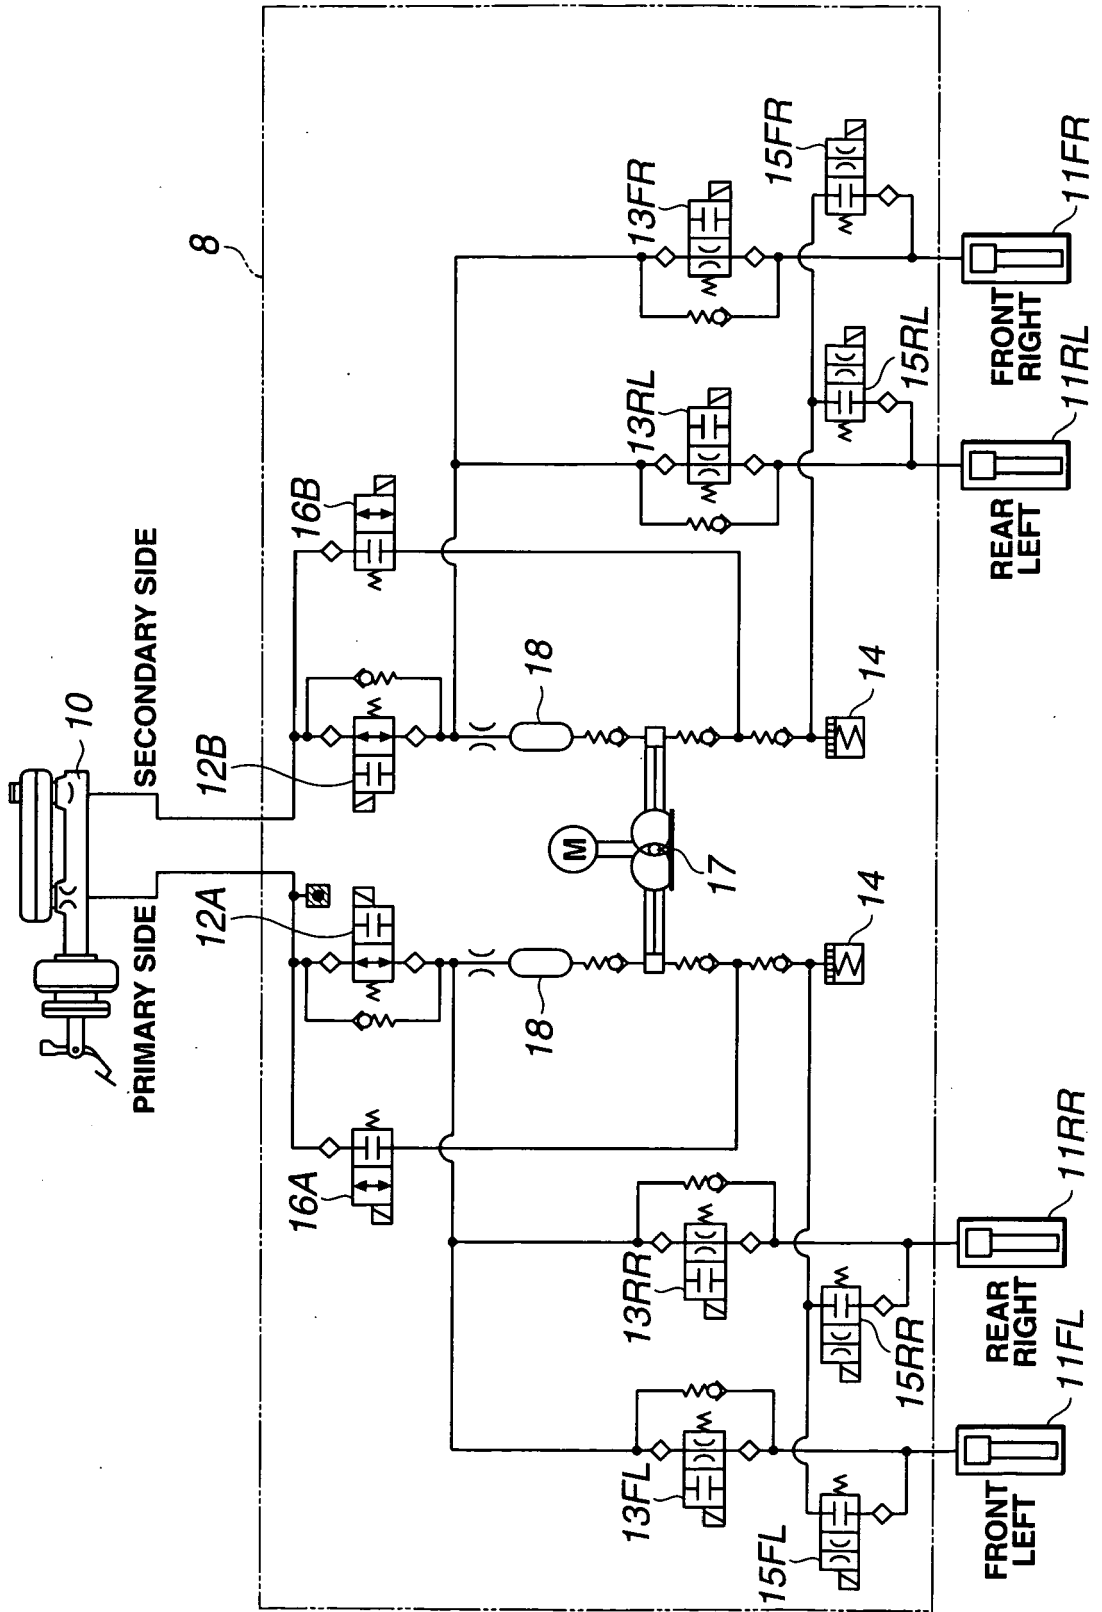 8
10
PRIMARY SIDE
SECONDARY SIDE
16A
12A
12B
16B
18
18
M
17
13FL
13RR
13RL
13FR
14
14
15FL
15RR
15RL
15FR
FRONT
LEFT
11FL
REAR
RIGHT
11RR
REAR
LEFT
11RL
FRONT
RIGHT
11FR